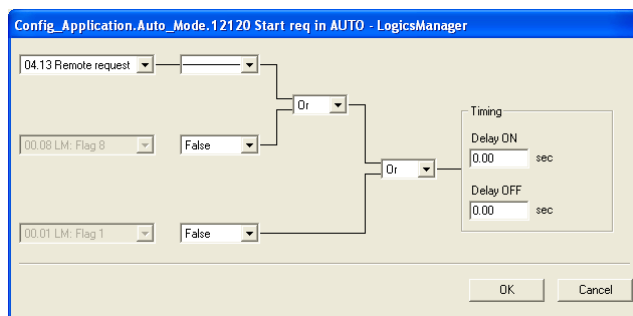 Config_Application.Auto_Mode.12120 Start req in AUTO - LogicsManager
04.13 Remote request
Or
Timing
Delay ON
00.08 LM: Flag 8 False
0.00 sec
Or
Delay OFF
0.00 sec
00.01 LM: Flag 1 False
OK Cancel